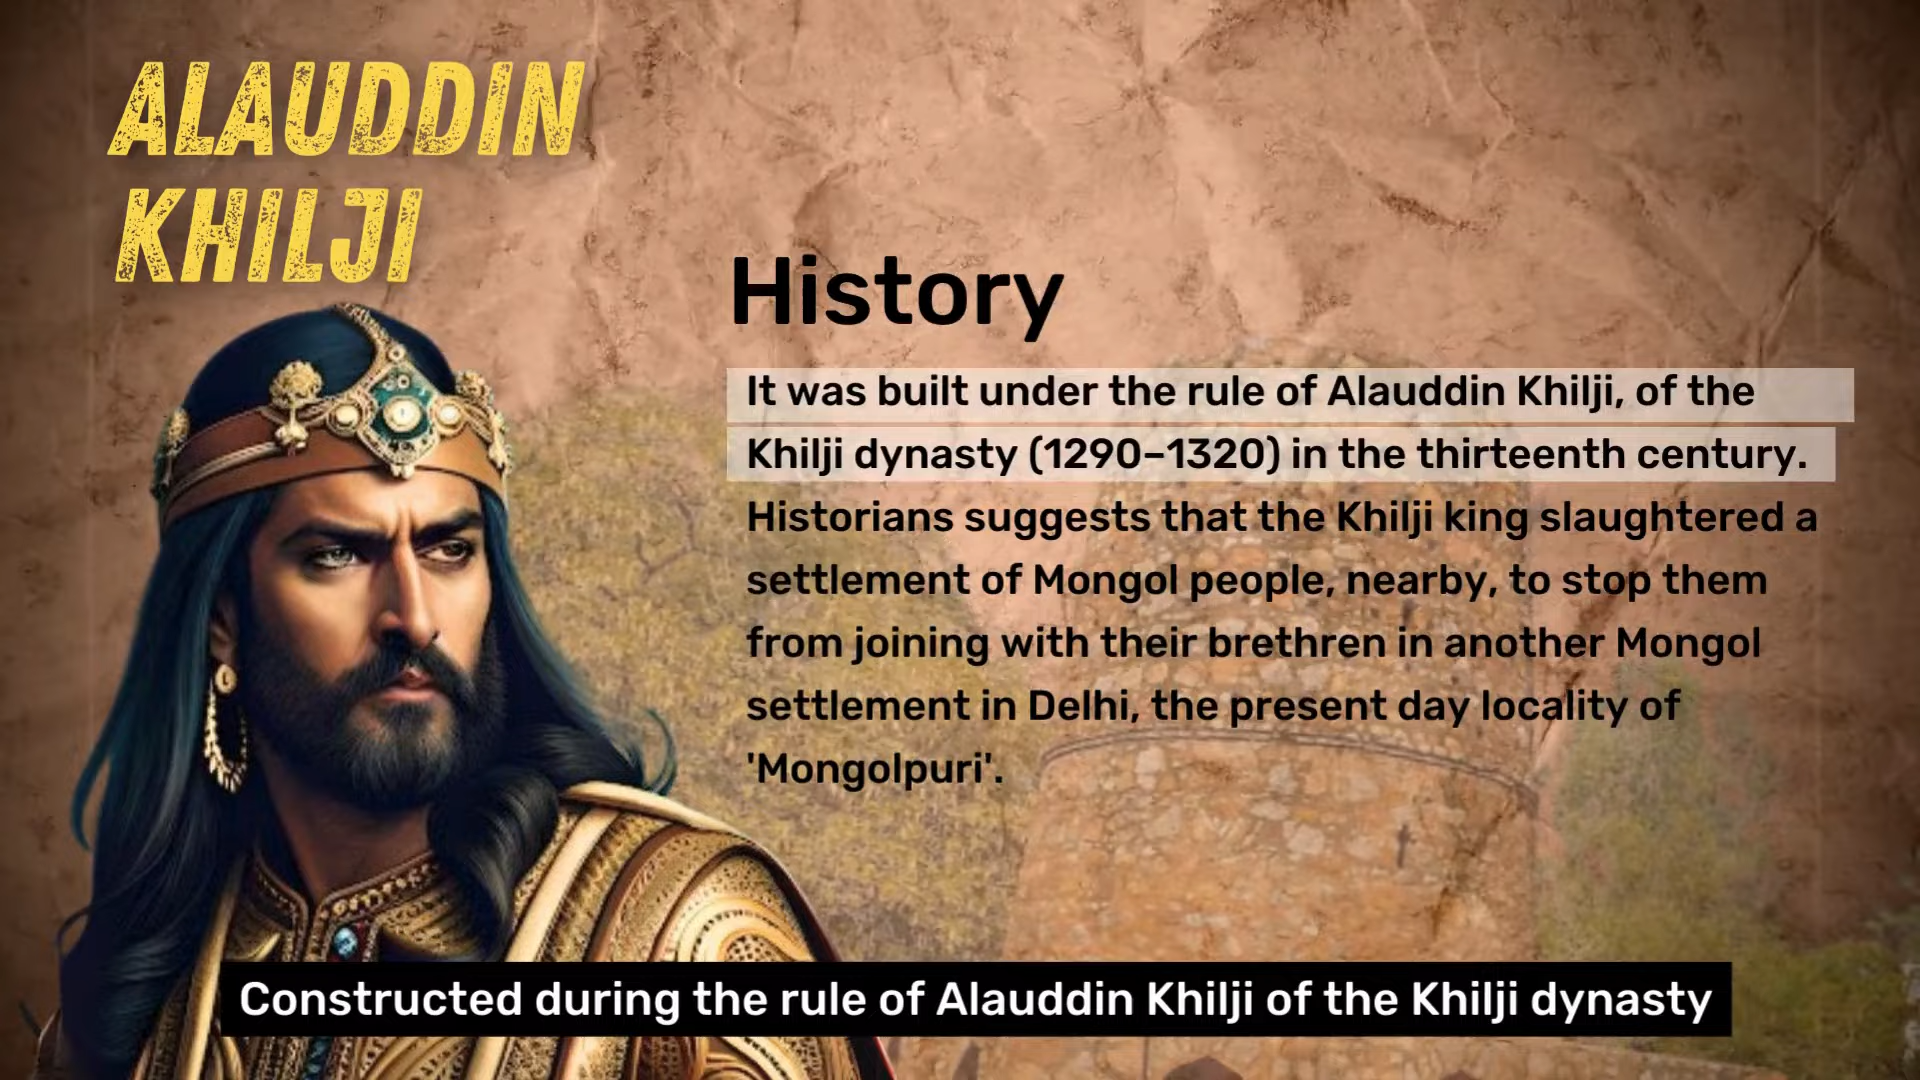 ALAUDDIN
KHILJI
History
It was built under the rule of Alauddin Khilji, of the
Khilji dynasty (1290–1320) in the thirteenth century.
Historians suggests that the Khilji king slaughtered a
settlement of Mongol people, nearby, to stop them
from joining with their brethren in another Mongol
settlement in Delhi, the present day locality of
'Mongolpuri'.
Constructed during the rule of Alauddin Khilji of the Khilji dynasty